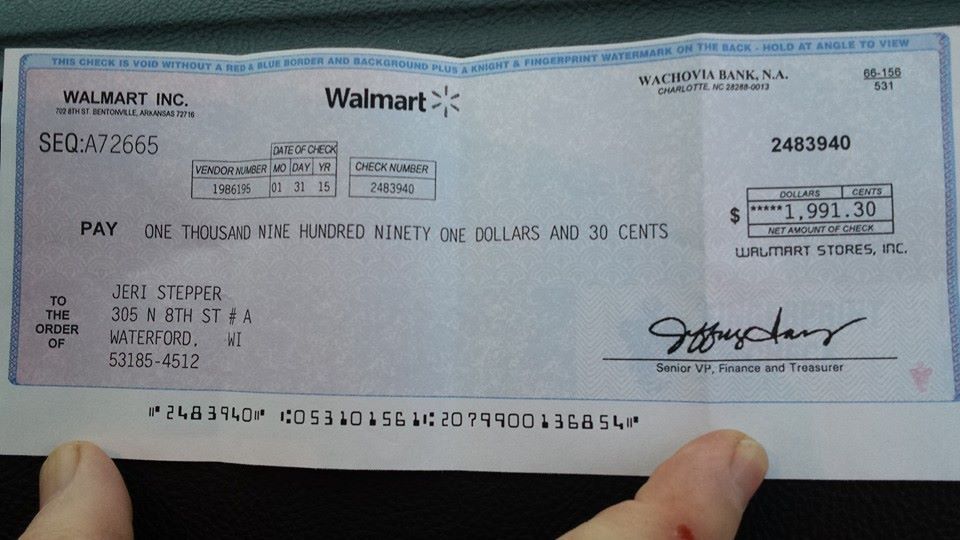 THIS CHECK IS VOID WITHOUT A RED & BLUE BORDER AND BACKGROUND PLUS A KNIGHT & FINGERPRINT WATERMARK ON THE BACK - HOLD AT ANGLE TO VIEW
WALMART INC.
702 8TH ST. BENTONVILLE, ARKANSAS 72716
Walmart
WACHOVIA BANK, N.A.
CHARLOTTE, NC 28288-0013
66-156
531
SEQ:A72665
2483940
DATE OF CHECK
VENDOR NUMBER MO DAY YR
1986195 01 31 15
CHECK NUMBER
2483940
DOLLARS CENTS
$ *****1,991.30
NET AMOUNT OF CHECK
PAY ONE THOUSAND NINE HUNDRED NINETY ONE DOLLARS AND 30 CENTS
WALMART STORES, INC.
TO THE ORDER OF
JERI STEPPER
305 N 8TH ST # A
WATERFORD, WI
53185-4512
Senior VP, Finance and Treasurer
⑈2483940⑈ ⑆053101561⑆2079900136854⑈